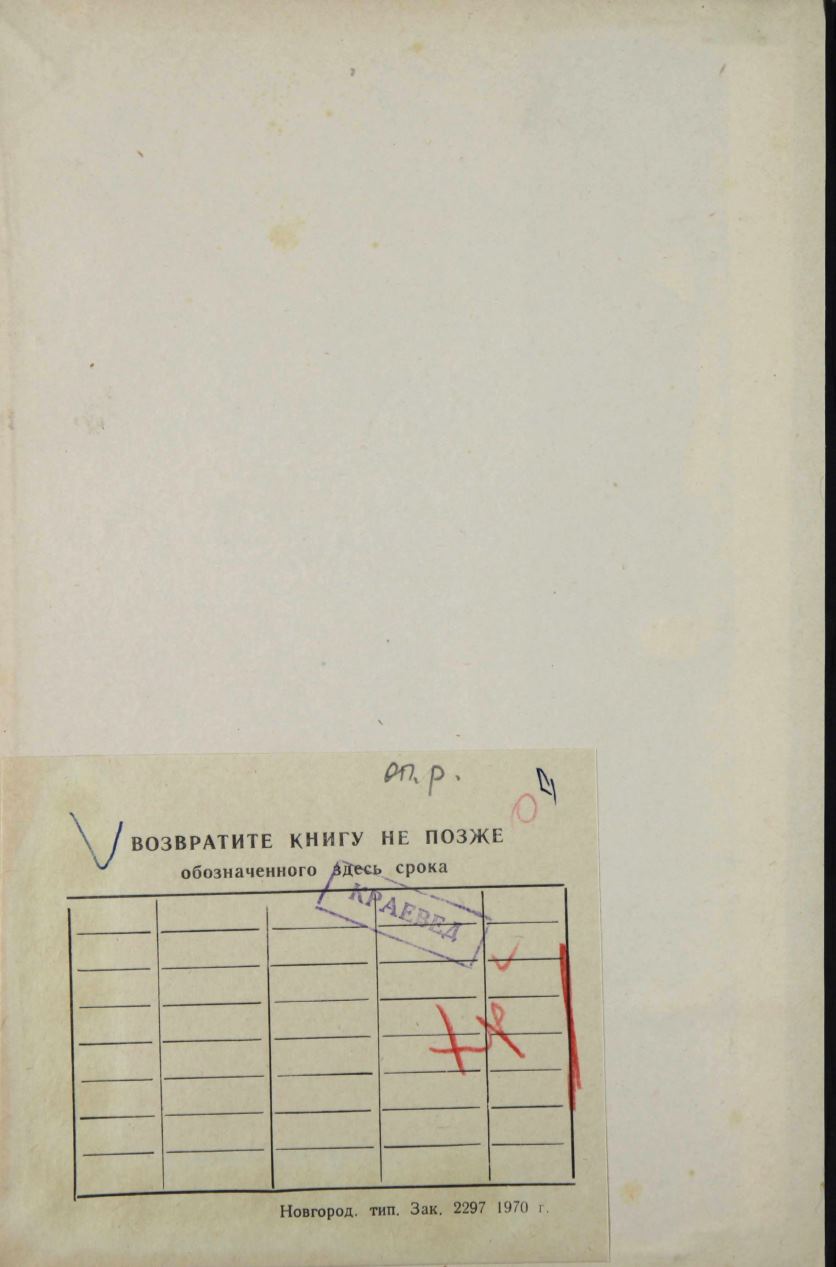 оп. р.
ВОЗВРАТИТЕ КНИГУ НЕ ПОЗЖЕ
обозначенного здесь срока
КРАЕВЕД
Новгород. тип. Зак. 2297 1970 г.